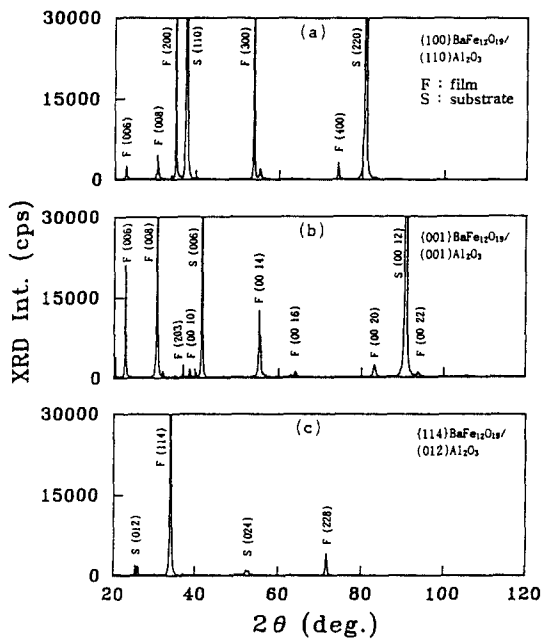 XRD Int. (cps)
30000
15000
0
F (006)
F (008)
F (200)
S (110)
F (300)
F (400)
S (220)
(a)
{100}BaFe₁₂O₁₉/
(110)Al₂O₃
F : film
S : substrate
30000
15000
0
F (006)
F (008)
F (203)
F (00 10)
S (006)
F (00 14)
F (00 16)
F (00 20)
S (00 12)
F (00 22)
(b)
{001}BaFe₁₂O₁₉/
(001)Al₂O₃
30000
15000
0
S (012)
F (114)
S (024)
F (228)
(c)
{114}BaFe₁₂O₁₉/
(012)Al₂O₃
20 40 60 80 100 120
2θ (deg.)